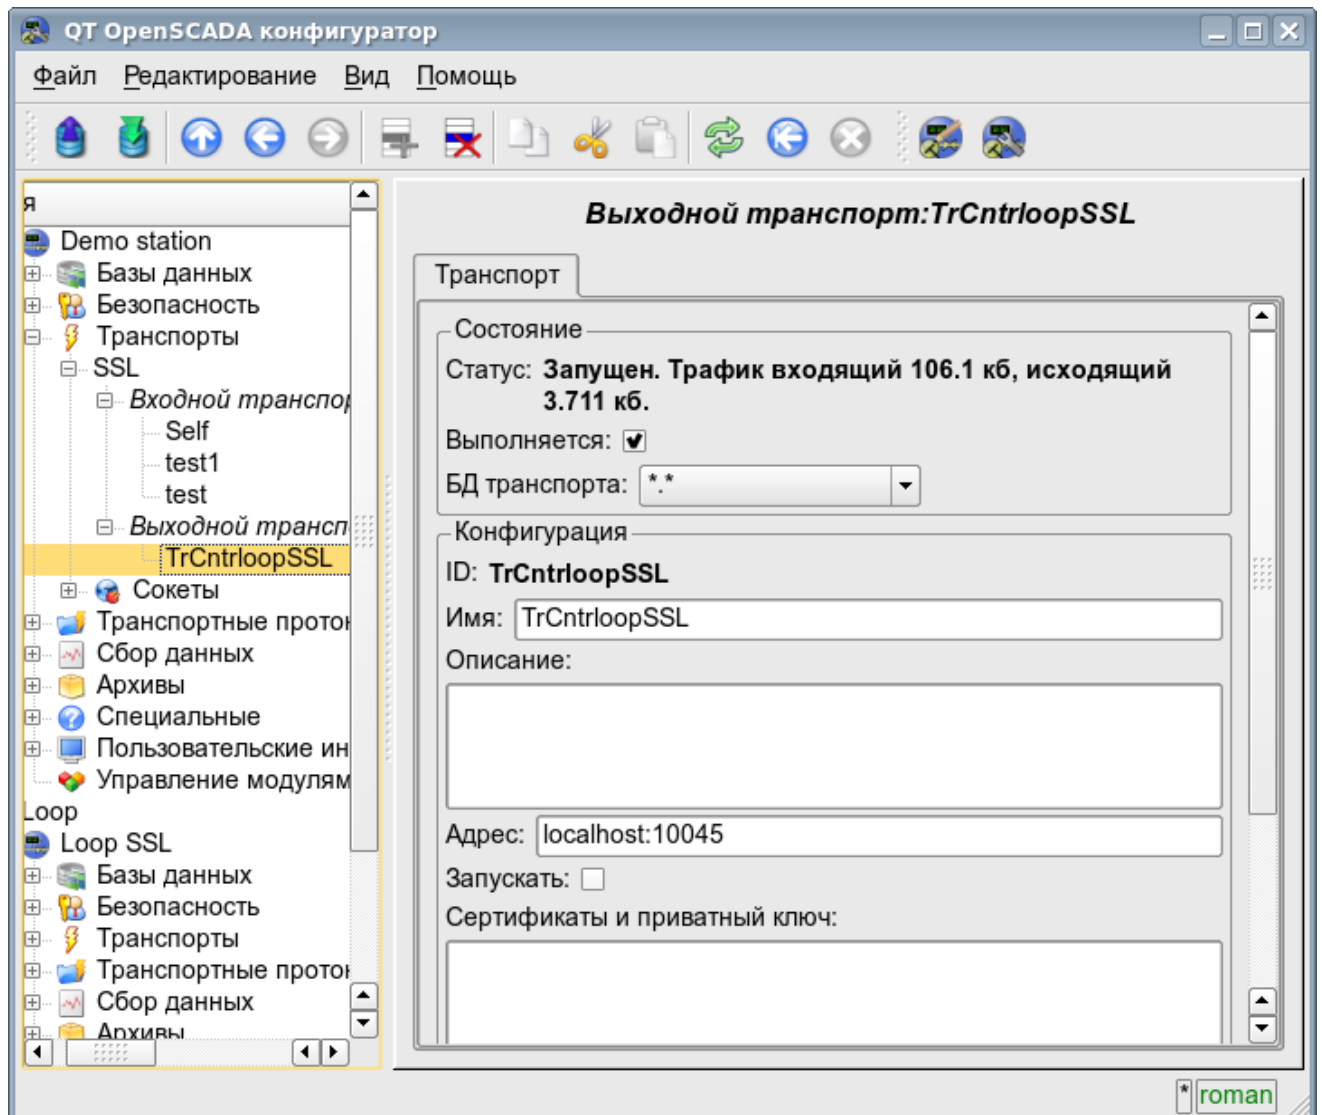 QT OpenSCADA конфигуратор
Файл Редактирование Вид Помощь
я
Demo station
Базы данных
Безопасность
Транспорты
SSL
Входной транспор
Self
test1
test
Выходной трансп
TrCntrloopSSL
Сокеты
Транспортные прото
Сбор данных
Архивы
Специальные
Пользовательские ин
Управление модулям
Loop
Loop SSL
Базы данных
Безопасность
Транспорты
Транспортные прото
Сбор данных
Архивы
Выходной транспорт:TrCntrloopSSL
Транспорт
Состояние
Статус: Запущен. Трафик входящий 106.1 кб, исходящий
3.711 кб.
Выполняется:
БД транспорта: *.*
Конфигурация
ID: TrCntrloopSSL
Имя: TrCntrloopSSL
Описание:
Адрес: localhost:10045
Запускать:
Сертификаты и приватный ключ:
* roman